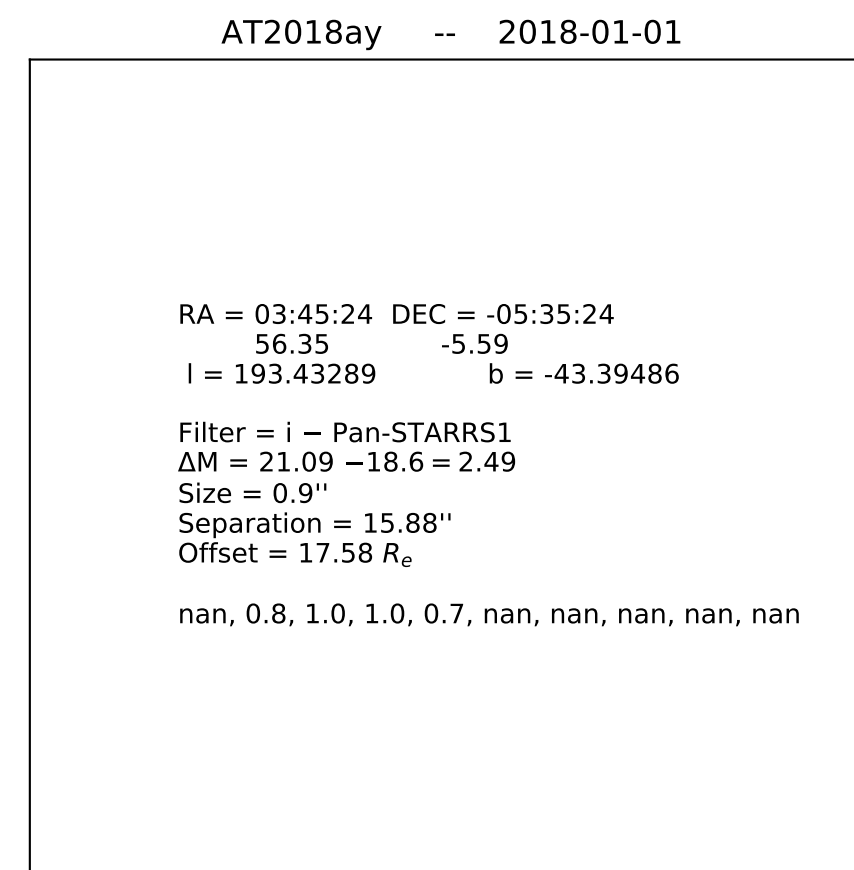 AT2018ay -- 2018-01-01
RA = 03:45:24 DEC = -05:35:24
56.35 -5.59
l = 193.43289 b = -43.39486
Filter = i − Pan-STARRS1
ΔM = 21.09 −18.6 = 2.49
Size = 0.9''
Separation = 15.88''
Offset = 17.58 Rₑ
nan, 0.8, 1.0, 1.0, 0.7, nan, nan, nan, nan, nan